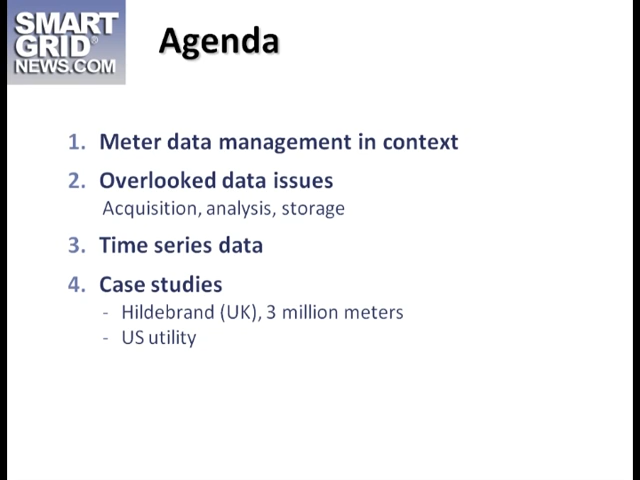 SMART
GRID®
NEWS.COM
Agenda
1. Meter data management in context
2. Overlooked data issues
Acquisition, analysis, storage
3. Time series data
4. Case studies
- Hildebrand (UK), 3 million meters
- US utility